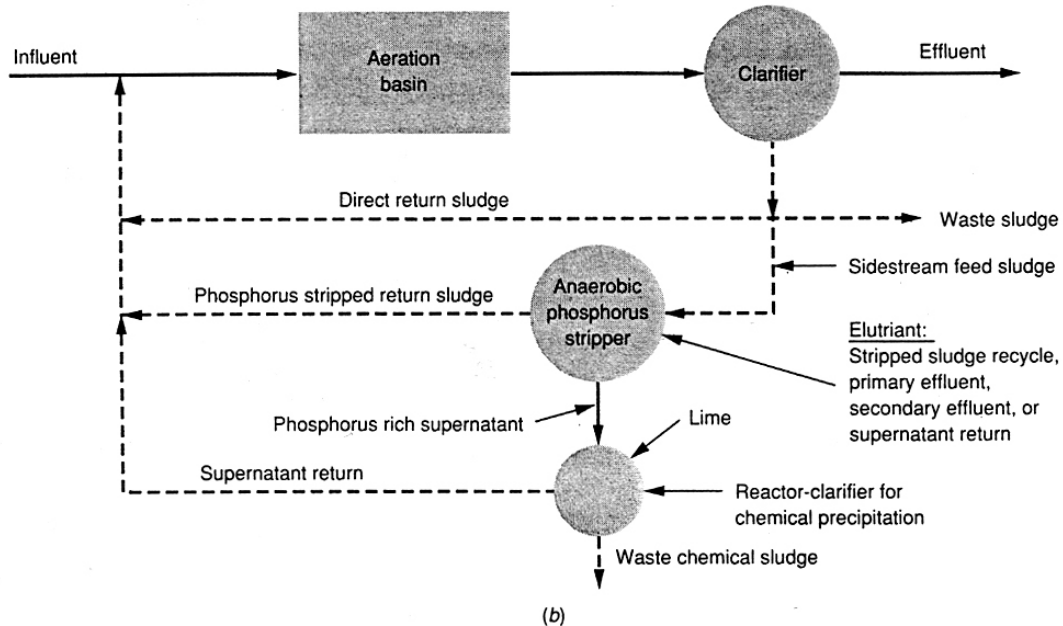 Influent
Aeration
basin
Clarifier
Effluent
Direct return sludge
Waste sludge
Sidestream feed sludge
Phosphorus stripped return sludge
Anaerobic
phosphorus
stripper
Elutriant:
Stripped sludge recycle,
primary effluent,
secondary effluent, or
supernatant return
Phosphorus rich supernatant
Lime
Supernatant return
Reactor-clarifier for
chemical precipitation
Waste chemical sludge
(b)